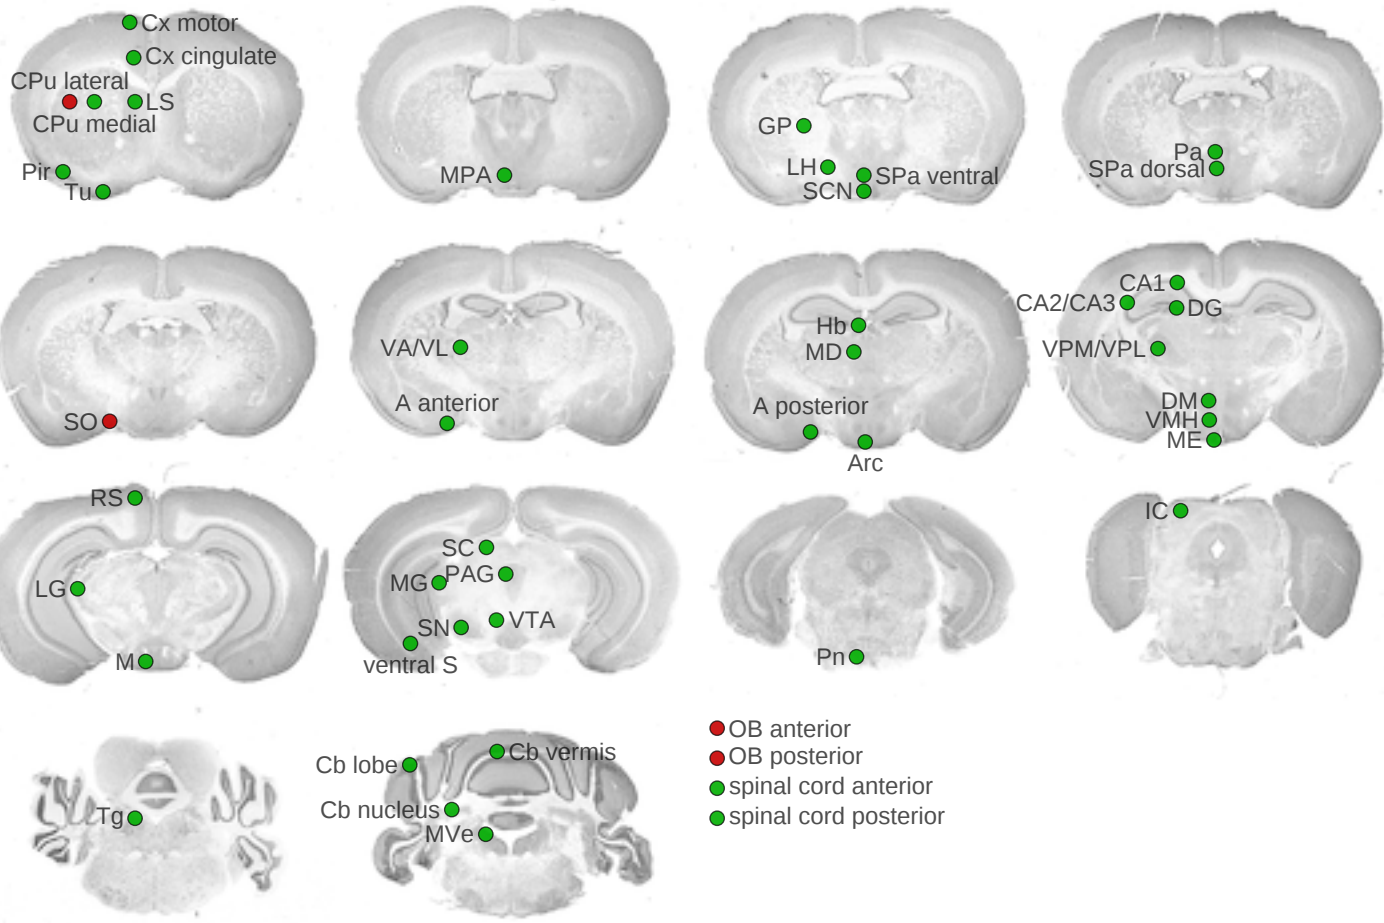 Cx motor
Cx cingulate
CPu lateral
LS
CPu medial
Pir
Tu
MPA
GP
LH
SPa ventral
SCN
Pa
SPa dorsal
SO
VA/VL
A anterior
Hb
MD
A posterior
Arc
CA1
CA2/CA3
DG
VPM/VPL
DM
VMH
ME
RS
LG
M
SC
MG
PAG
SN
VTA
ventral S
Pn
IC
Tg
Cb lobe
Cb vermis
Cb nucleus
MVe
OB anterior
OB posterior
spinal cord anterior
spinal cord posterior